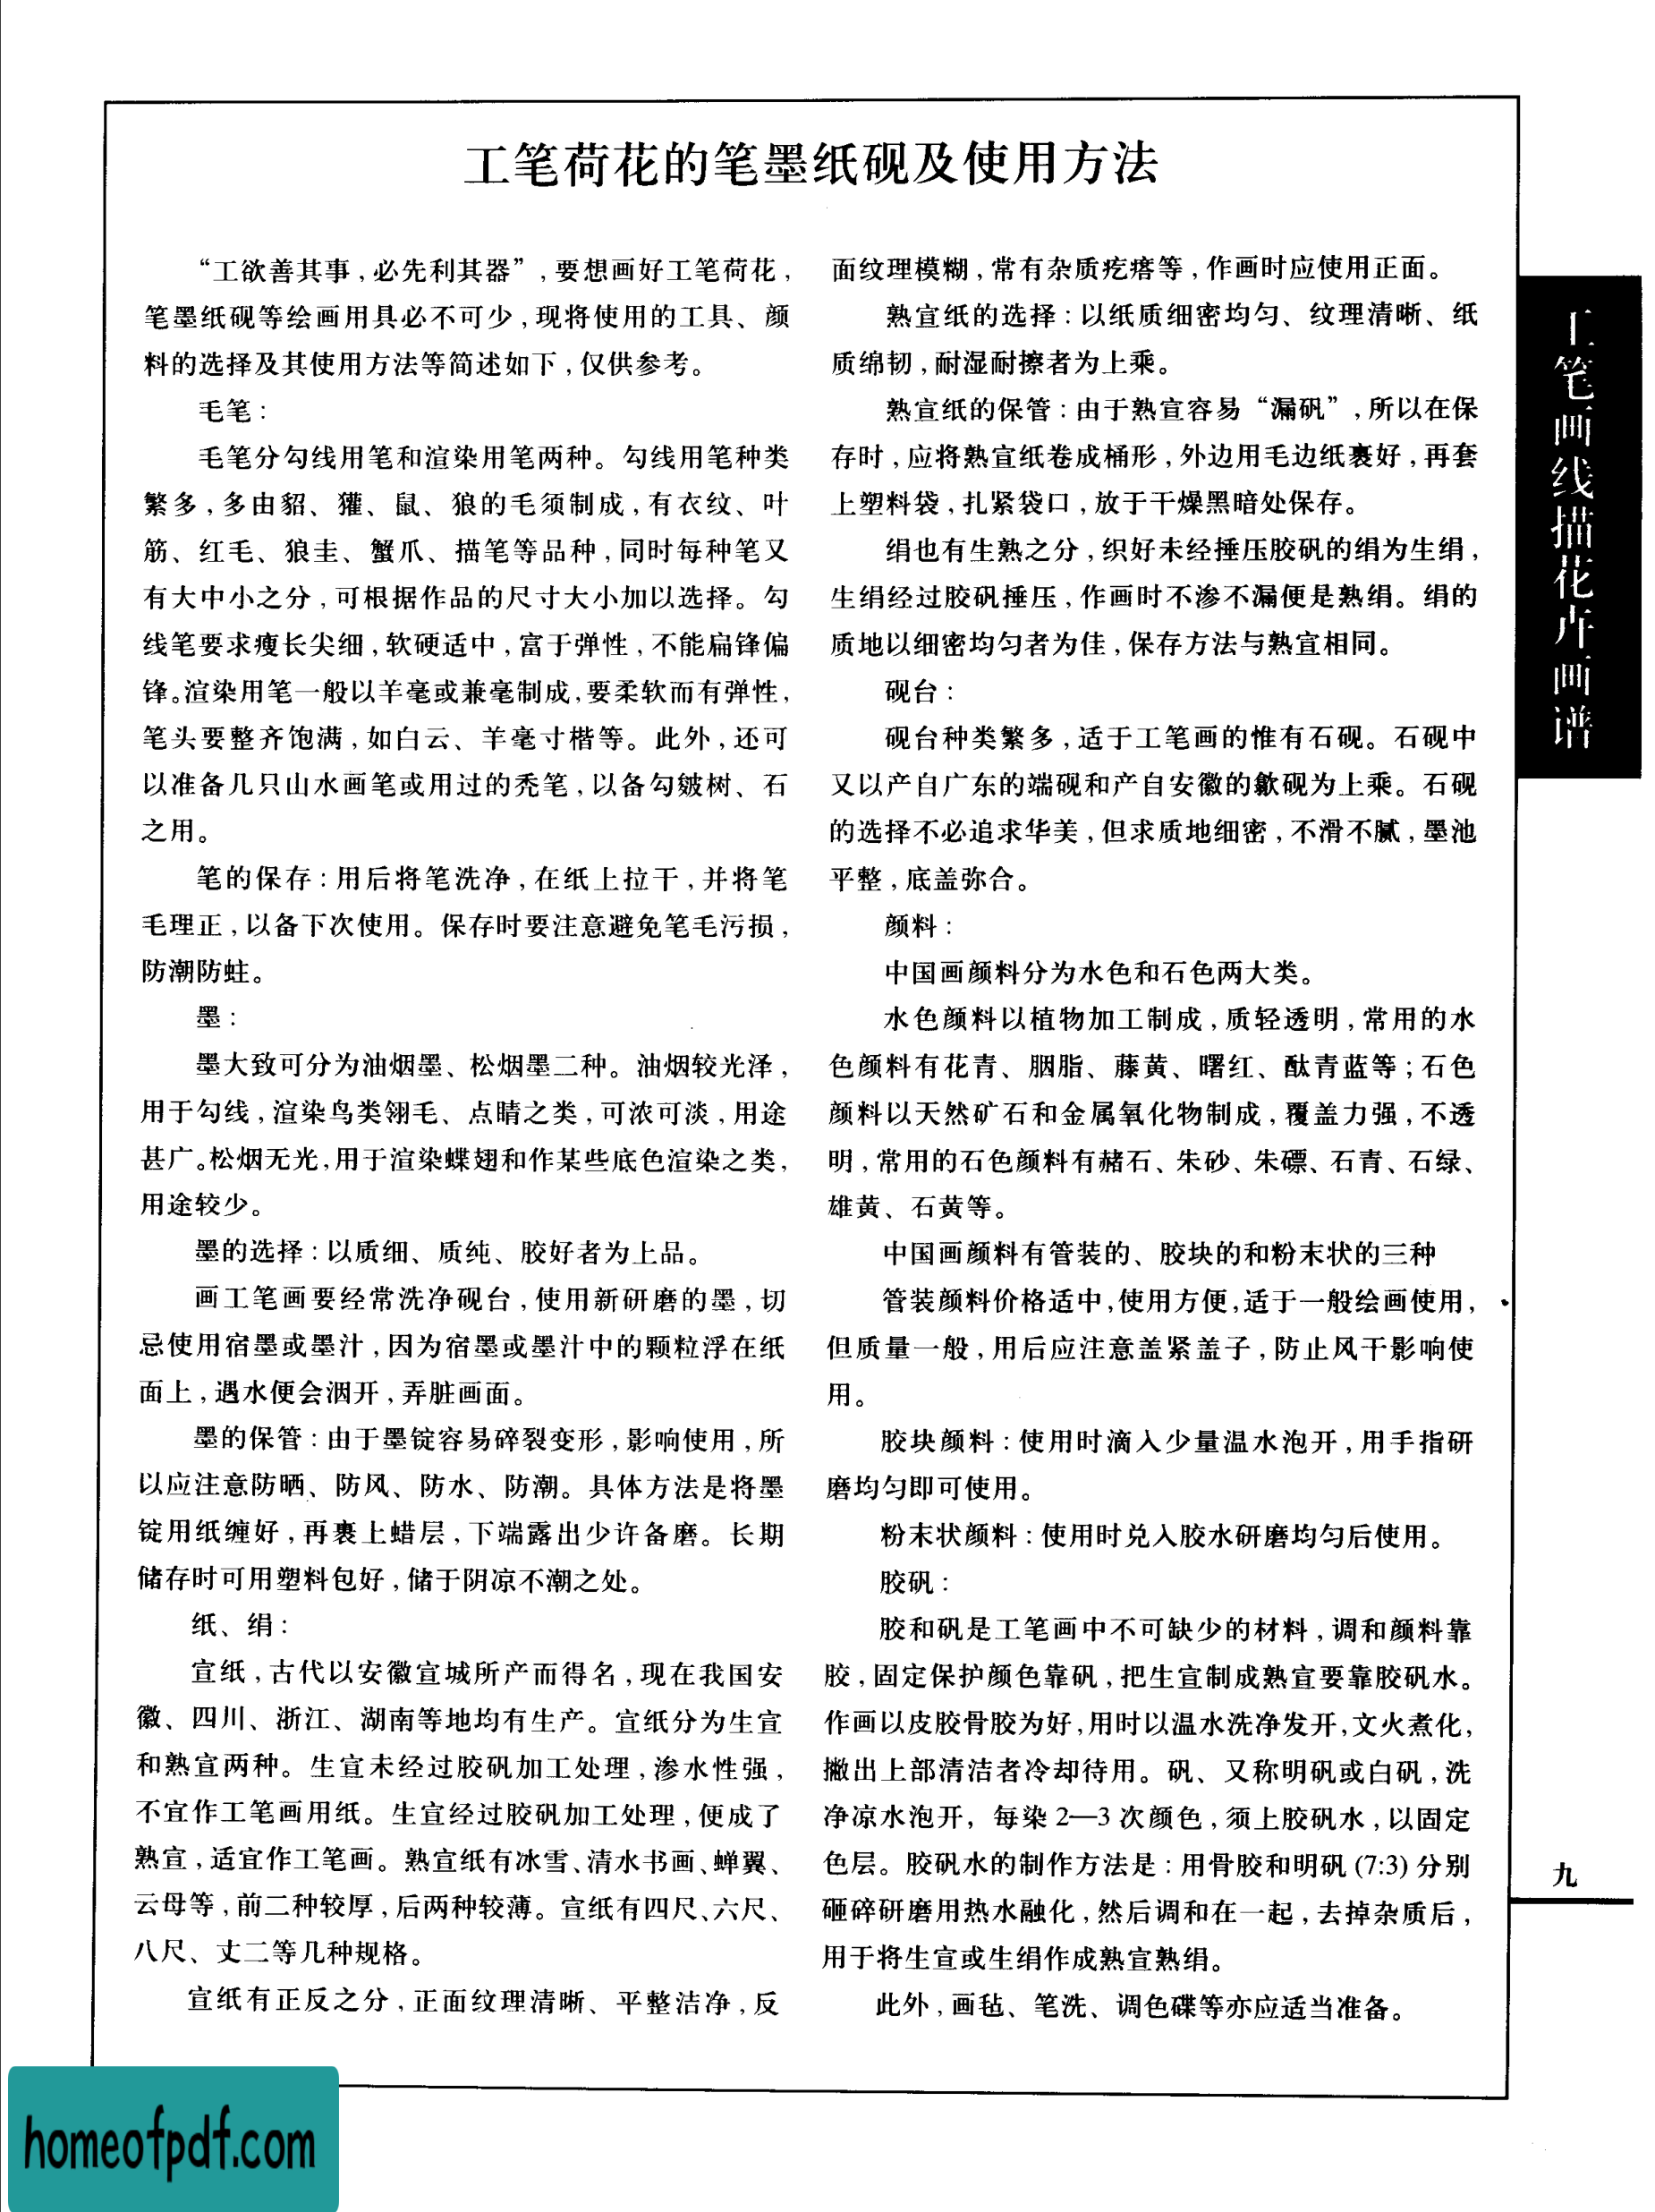 工笔荷花的笔墨纸砚及使用方法
“工欲善其事，必先利其器”，要想画好工笔荷花，
笔墨纸砚等绘画用具必不可少，现将使用的工具、颜
料的选择及其使用方法等简述如下，仅供参考。
毛笔：
毛笔分勾线用笔和渲染用笔两种。勾线用笔种类
繁多，多由貂、獾、鼠、狼的毛须制成，有衣纹、叶
筋、红毛、狼圭、蟹爪、描笔等品种，同时每种笔又
有大中小之分，可根据作品的尺寸大小加以选择。勾
线笔要求瘦长尖细，软硬适中，富于弹性，不能扁锋偏
锋。渲染用笔一般以羊毫或兼毫制成，要柔软而有弹性，
笔头要整齐饱满，如白云、羊毫寸楷等。此外，还可
以准备几只山水画笔或用过的秃笔，以备勾皴树、石
之用。
笔的保存：用后将笔洗净，在纸上拉干，并将笔
毛理正，以备下次使用。保存时要注意避免笔毛污损，
防潮防蛀。
墨：
墨大致可分为油烟墨、松烟墨二种。油烟较光泽，
用于勾线，渲染鸟类翎毛、点睛之类，可浓可淡，用途
甚广。松烟无光，用于渲染蝶翅和作某些底色渲染之类，
用途较少。
墨的选择：以质细、质纯、胶好者为上品。
画工笔画要经常洗净砚台，使用新研磨的墨，切
忌使用宿墨或墨汁，因为宿墨或墨汁中的颗粒浮在纸
面上，遇水便会洇开，弄脏画面。
墨的保管：由于墨锭容易碎裂变形，影响使用，所
以应注意防晒、防风、防水、防潮。具体方法是将墨
锭用纸缠好，再裹上蜡层，下端露出少许备磨。长期
储存时可用塑料包好，储于阴凉不潮之处。
纸、绢：
宣纸，古代以安徽宣城所产而得名，现在我国安
徽、四川、浙江、湖南等地均有生产。宣纸分为生宣
和熟宣两种。生宣未经过胶矾加工处理，渗水性强，
不宜作工笔画用纸。生宣经过胶矾加工处理，便成了
熟宣，适宜作工笔画。熟宣纸有冰雪、清水书画、蝉翼、
云母等，前二种较厚，后两种较薄。宣纸有四尺、六尺、
八尺、丈二等几种规格。
宣纸有正反之分，正面纹理清晰、平整洁净，反
面纹理模糊，常有杂质疙瘩等，作画时应使用正面。
熟宣纸的选择：以纸质细密均匀、纹理清晰、纸
质绵韧，耐湿耐擦者为上乘。
熟宣纸的保管：由于熟宣容易“漏矾”，所以在保
存时，应将熟宣纸卷成桶形，外边用毛边纸裹好，再套
上塑料袋，扎紧袋口，放于干燥黑暗处保存。
绢也有生熟之分，织好未经捶压胶矾的绢为生绢，
生绢经过胶矾捶压，作画时不渗不漏便是熟绢。绢的
质地以细密均匀者为佳，保存方法与熟宣相同。
砚台：
砚台种类繁多，适于工笔画的惟有石砚。石砚中
又以产自广东的端砚和产自安徽的歙砚为上乘。石砚
的选择不必追求华美，但求质地细密，不滑不腻，墨池
平整，底盖弥合。
颜料：
中国画颜料分为水色和石色两大类。
水色颜料以植物加工制成，质轻透明，常用的水
色颜料有花青、胭脂、藤黄、曙红、酞青蓝等；石色
颜料以天然矿石和金属氧化物制成，覆盖力强，不透
明，常用的石色颜料有赭石、朱砂、朱磦、石青、石绿、
雄黄、石黄等。
中国画颜料有管装的、胶块的和粉末状的三种
管装颜料价格适中，使用方便，适于一般绘画使用，
但质量一般，用后应注意盖紧盖子，防止风干影响使
用。
胶块颜料：使用时滴入少量温水泡开，用手指研
磨均匀即可使用。
粉末状颜料：使用时兑入胶水研磨均匀后使用。
胶矾：
胶和矾是工笔画中不可缺少的材料，调和颜料靠
胶，固定保护颜色靠矾，把生宣制成熟宣要靠胶矾水。
作画以皮胶骨胶为好，用时以温水洗净发开，文火煮化，
撇出上部清洁者冷却待用。矾、又称明矾或白矾，洗
净凉水泡开，每染 2—3 次颜色，须上胶矾水，以固定
色层。胶矾水的制作方法是：用骨胶和明矾 (7:3) 分别
砸碎研磨用热水融化，然后调和在一起，去掉杂质后，
用于将生宣或生绢作成熟宣熟绢。
此外，画毡、笔洗、调色碟等亦应适当准备。
工笔画线描花卉画谱
九
homeofpdf.com